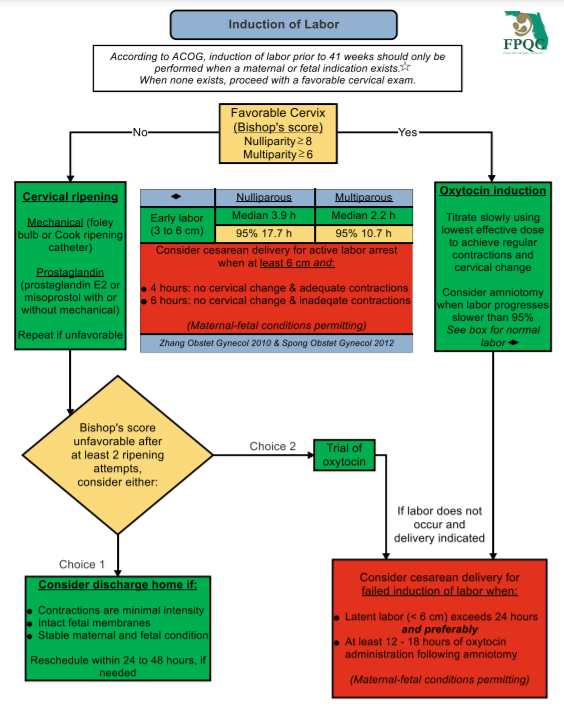 Induction of Labor
FPQC
According to ACOG, induction of labor prior to 41 weeks should only be
performed when a maternal or fetal indication exists.☆
When none exists, proceed with a favorable cervical exam.
Favorable Cervix
(Bishop's score)
Nulliparity ≥ 8
Multiparity ≥ 6
No
Yes
Cervical ripening
Mechanical (foley
bulb or Cook ripening
catheter)
Prostaglandin
(prostaglandin E2 or
misoprostol with or
without mechanical)
Repeat if unfavorable
◆ Nulliparous Multiparous
Early labor
(3 to 6 cm)
Median 3.9 h Median 2.2 h
95% 17.7 h 95% 10.7 h
Consider cesarean delivery for active labor arrest
when at least 6 cm and:
● 4 hours: no cervical change & adequate contractions
● 6 hours: no cervical change & inadeqate contractions
(Maternal-fetal conditions permitting)
Zhang Obstet Gynecol 2010 & Spong Obstet Gynecol 2012
Oxytocin induction
Titrate slowly using
lowest effective dose
to achieve regular
contractions and
cervical change
Consider amniotomy
when labor progresses
slower than 95%
See box for normal
labor ◆
Bishop's score
unfavorable after
at least 2 ripening
attempts,
consider either:
Choice 2
Trial of
oxytocin
If labor does not
occur and
delivery indicated
Choice 1
Consider discharge home if:
● Contractions are minimal intensity
● Intact fetal membranes
● Stable maternal and fetal condition
Reschedule within 24 to 48 hours, if
needed
Consider cesarean delivery for
failed induction of labor when:
● Latent labor (< 6 cm) exceeds 24 hours
and preferably
● At least 12 - 18 hours of oxytocin
administration following amniotomy
(Maternal-fetal conditions permitting)